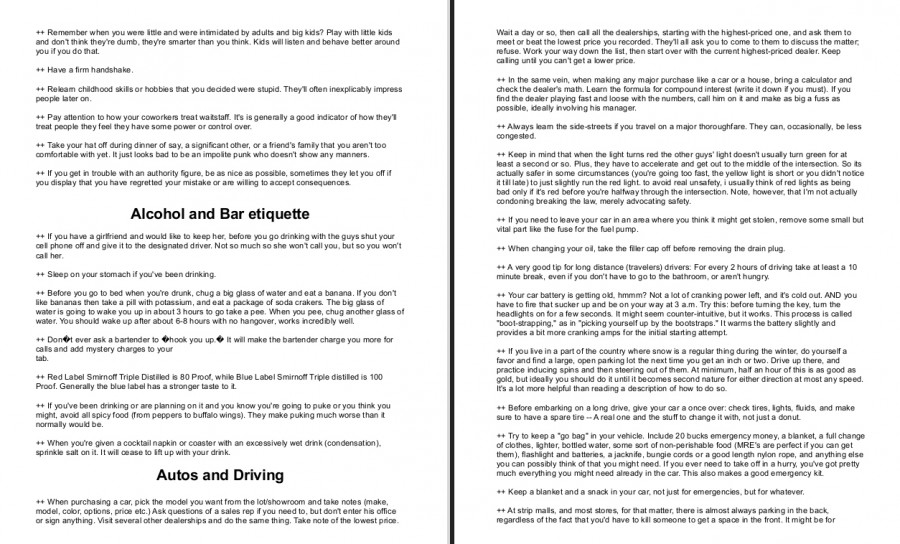 ++ Remember when you were little and were intimidated by adults and big kids? Play with little kids
and don't think they're dumb, they're smarter than you think. Kids will listen and behave better around
you if you do that.
++ Have a firm handshake.
++ Relearn childhood skills or hobbies that you decided were stupid. They'll often inexplicably impress
people later on.
++ Pay attention to how your coworkers treat waitstaff. It's is generally a good indicator of how they'll
treat people they feel they have some power or control over.
++ Take your hat off during dinner of say, a significant other, or a friend's family that you aren't too
comfortable with yet. It just looks bad to be an impolite punk who doesn't show any manners.
++ If you get in trouble with an authority figure, be as nice as possible, sometimes they let you off if
you display that you have regretted your mistake or are willing to accept consequences.
Alcohol and Bar etiquette
++ If you have a girlfriend and would like to keep her, before you go drinking with the guys shut your
cell phone off and give it to the designated driver. Not so much so she won't call you, but so you won't
call her.
++ Sleep on your stomach if you've been drinking.
++ Before you go to bed when you're drunk, chug a big glass of water and eat a banana. If you don't
like bananas then take a pill with potassium, and eat a package of soda crakers. The big glass of
water is going to wake you up in about 3 hours to go take a pee. When you pee, chug another glass of
water. You should wake up after about 6-8 hours with no hangover, works incredibly well.
++ Don�t ever ask a bartender to �hook you up.� It will make the bartender charge you more for
calls and add mystery charges to your
tab.
++ Red Label Smirnoff Triple Distilled is 80 Proof, while Blue Label Smirnoff Triple distilled is 100
Proof. Generally the blue label has a stronger taste to it.
++ If you've been drinking or are planning on it and you know you're going to puke or you think you
might, avoid all spicy food (from peppers to buffalo wings). They make puking much worse than it
normally would be.
++ When you're given a cocktail napkin or coaster with an excessively wet drink (condensation),
sprinkle salt on it. It will cease to lift up with your drink.
Autos and Driving
++ When purchasing a car, pick the model you want from the lot/showroom and take notes (make,
model, color, options, price etc.) Ask questions of a sales rep if you need to, but don't enter his office
or sign anything. Visit several other dealerships and do the same thing. Take note of the lowest price.
Wait a day or so, then call all the dealerships, starting with the highest-priced one, and ask them to
meet or beat the lowest price you recorded. They'll all ask you to come to them to discuss the matter;
refuse. Work your way down the list, then start over with the current highest-priced dealer. Keep
calling until you can't get a lower price.
++ In the same vein, when making any major purchase like a car or a house, bring a calculator and
check the dealer's math. Learn the formula for compound interest (write it down if you must). If you
find the dealer playing fast and loose with the numbers, call him on it and make as big a fuss as
possible, ideally involving his manager.
++ Always learn the side-streets if you travel on a major thoroughfare. They can, occasionally, be less
congested.
++ Keep in mind that when the light turns red the other guys' light doesn't usually turn green for at
least a second or so. Plus, they have to accelerate and get out to the middle of the intersection. So its
actually safer in some circumstances (you're going too fast, the yellow light is short or you didn't notice
it till late) to just slightly run the red light. to avoid real unsafety, i usually think of red lights as being
bad only if it's red before you're halfway through the intersection. Note, however, that I'm not actually
condoning breaking the law, merely advocating safety.
++ If you need to leave your car in an area where you think it might get stolen, remove some small but
vital part like the fuse for the fuel pump.
++ When changing your oil, take the filler cap off before removing the drain plug.
++ A very good tip for long distance (travelers) drivers: For every 2 hours of driving take at least a 10
minute break, even if you don't have to go to the bathroom, or aren't hungry.
++ Your car battery is getting old, hmmm? Not a lot of cranking power left, and it's cold out. AND you
have to fire that sucker up and be on your way at 3 a.m. Try this: before turning the key, turn the
headlights on for a few seconds. It might seem counter-intuitive, but it works. This process is called
"boot-strapping," as in "picking yourself up by the bootstraps." It warms the battery slightly and
provides a bit more cranking amps for the initial starting attempt.
++ If you live in a part of the country where snow is a regular thing during the winter, do yourself a
favor and find a large, open parking lot the next time you get an inch or two. Drive up there, and
practice inducing spins and then steering out of them. At minimum, half an hour of this is as good as
gold, but ideally you should do it until it becomes second nature for either direction at most any speed.
It's a lot more helpful than reading a description of how to do so.
++ Before embarking on a long drive, give your car a once over: check tires, lights, fluids, and make
sure to have a spare tire -- A real one and the stuff to change it with, not just a donut.
++ Try to keep a "go bag" in your vehicle. Include 20 bucks emergency money, a blanket, a full change
of clothes, lighter, bottled water, some sort of non-perishable food (MRE's are perfect if you can get
them), flashlight and batteries, a jacknife, bungie cords or a good length nylon rope, and anything else
you can possibly think of that you might need. If you ever need to take off in a hurry, you've got pretty
much everything you might need already in the car. This also makes a good emergency kit.
++ Keep a blanket and a snack in your car, not just for emergencies, but for whatever.
++ At strip malls, and most stores, for that matter, there is almost always parking in the back,
regardless of the fact that you'd have to kill someone to get a space in the front. It might be for